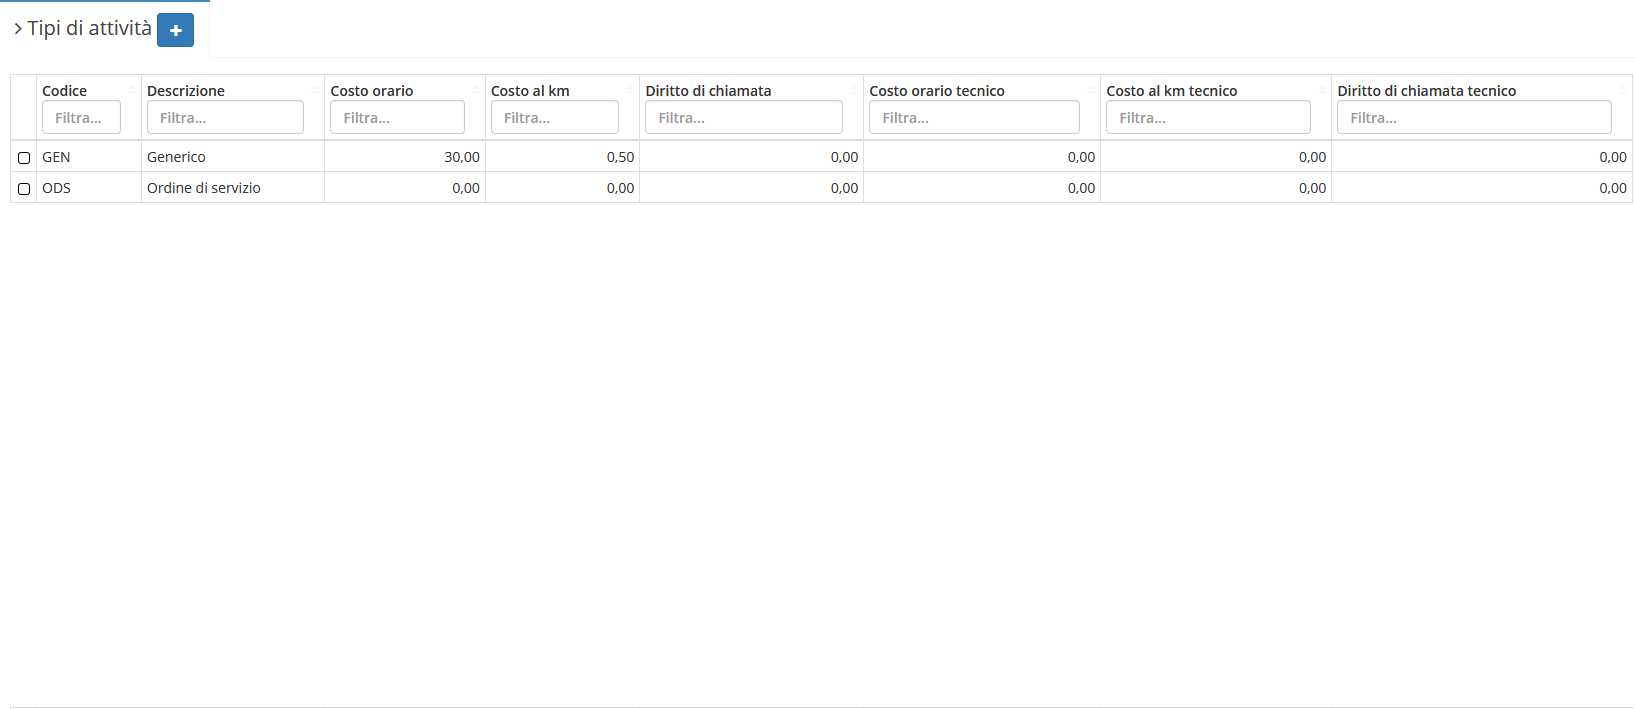 Tipi di attività
Codice Descrizione Costo orario Costo al km Diritto di chiamata Costo orario tecnico Costo al km tecnico Diritto di chiamata tecnico
Filtra... Filtra... Filtra... Filtra... Filtra... Filtra... Filtra... Filtra...
GEN Generico 30,00 0,50 0,00 0,00 0,00 0,00
ODS Ordine di servizio 0,00 0,00 0,00 0,00 0,00 0,00